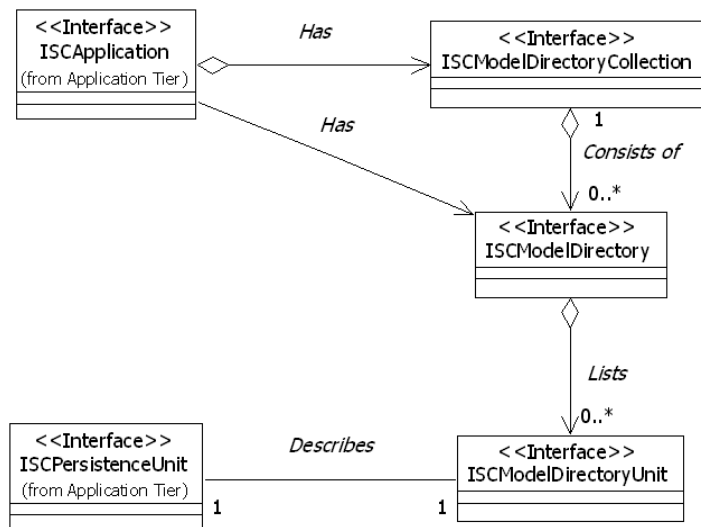 <<Interface>>
ISCApplication
(from Application Tier)
Has
<<Interface>>
ISCModelDirectoryCollection
1
Has
Consists of
0..*
<<Interface>>
ISCModelDirectory
Lists
0..*
<<Interface>>
ISCPersistenceUnit
(from Application Tier)
1
Describes
1
<<Interface>>
ISCModelDirectoryUnit